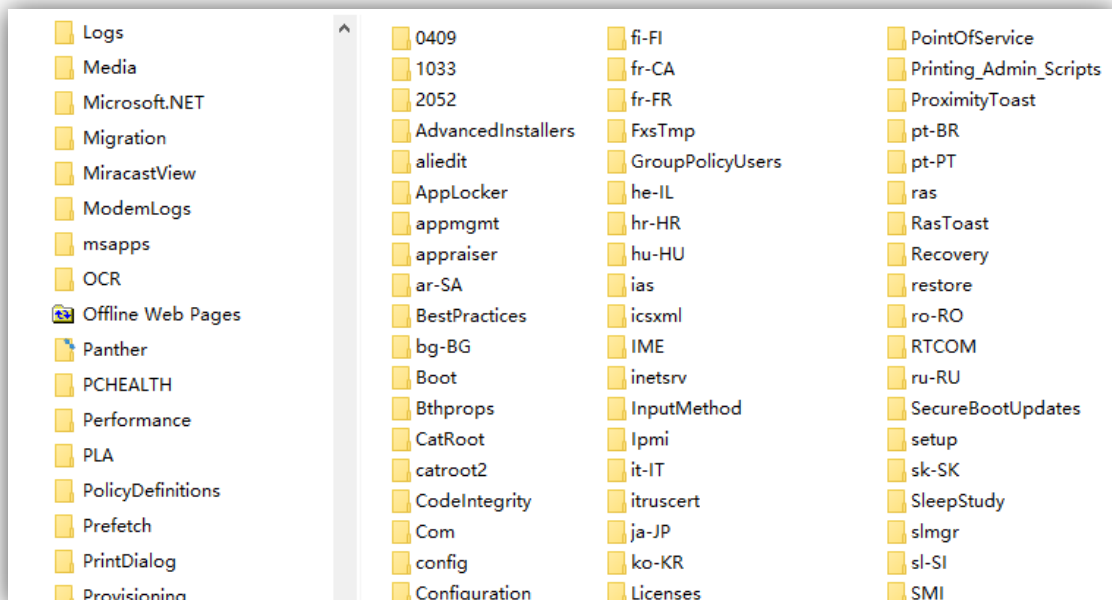 Logs
Media
Microsoft.NET
Migration
MiracastView
ModemLogs
msapps
OCR
Offline Web Pages
Panther
PCHEALTH
Performance
PLA
PolicyDefinitions
Prefetch
PrintDialog
Provisioning
0409
1033
2052
AdvancedInstallers
aliedit
AppLocker
appmgmt
appraiser
ar-SA
BestPractices
bg-BG
Boot
Bthprops
CatRoot
catroot2
CodeIntegrity
Com
config
Configuration
fi-FI
fr-CA
fr-FR
FxsTmp
GroupPolicyUsers
he-IL
hr-HR
hu-HU
ias
icsxml
IME
inetsrv
InputMethod
Ipmi
it-IT
itruscert
ja-JP
ko-KR
Licenses
PointOfService
Printing_Admin_Scripts
ProximityToast
pt-BR
pt-PT
ras
RasToast
Recovery
restore
ro-RO
RTCOM
ru-RU
SecureBootUpdates
setup
sk-SK
SleepStudy
slmgr
sl-SI
SMI